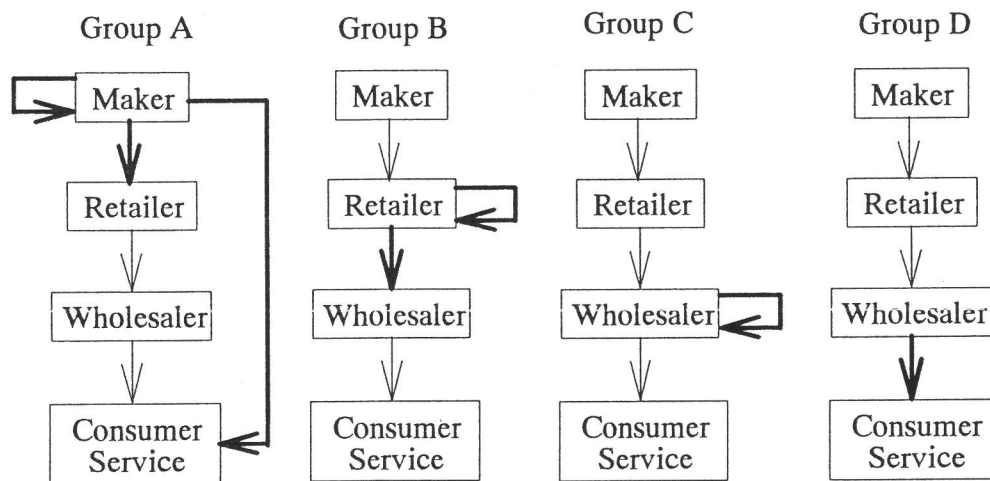 Group A
Group B
Group C
Group D
Maker
Maker
Maker
Maker
Retailer
Retailer
Retailer
Retailer
Wholesaler
Wholesaler
Wholesaler
Wholesaler
Consumer
Service
Consumer
Service
Consumer
Service
Consumer
Service